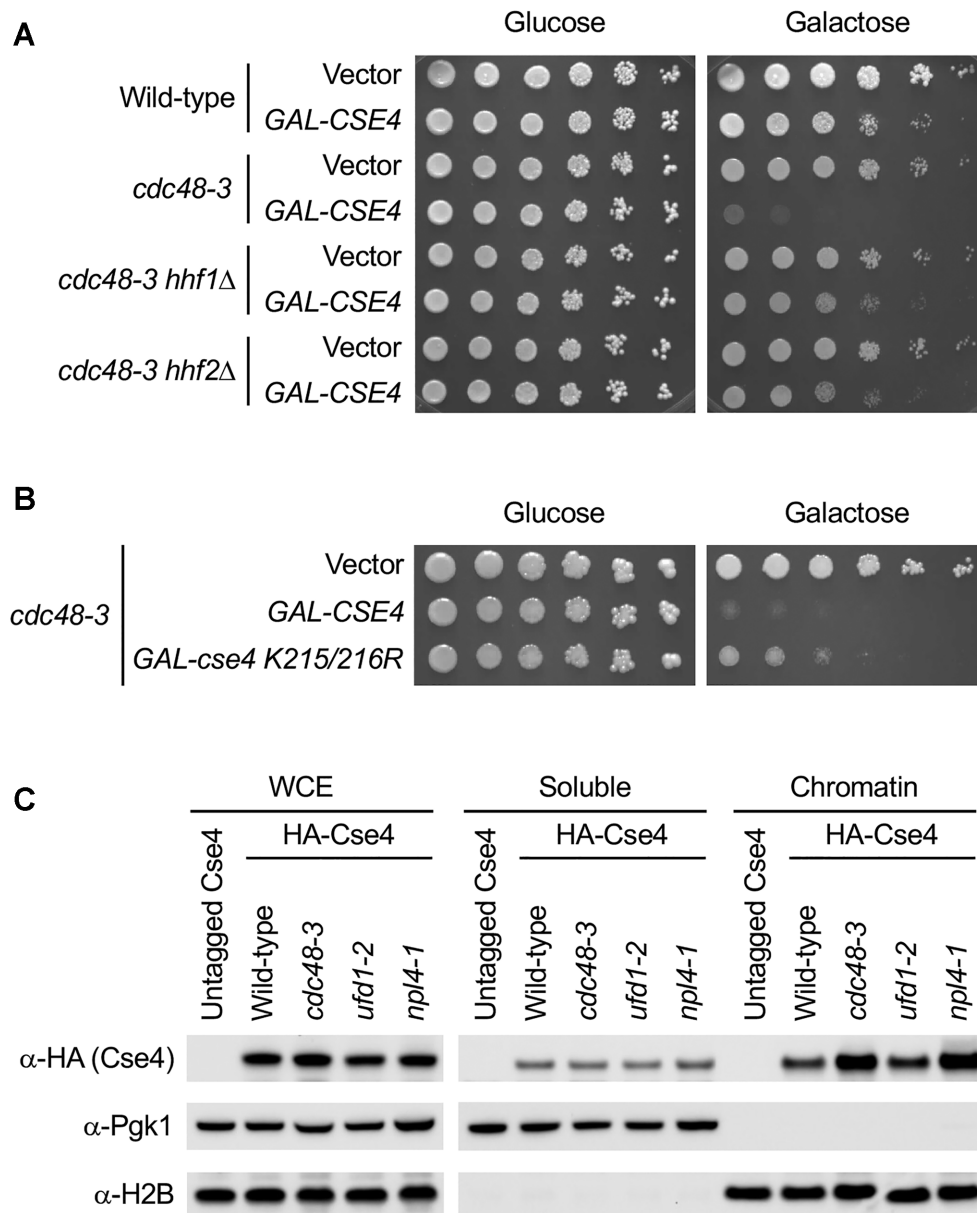 A
Glucose
Galactose
Wild-type
Vector
GAL-CSE4
cdc48-3
Vector
GAL-CSE4
cdc48-3 hhf1Δ
Vector
GAL-CSE4
cdc48-3 hhf2Δ
Vector
GAL-CSE4
B
Glucose
Galactose
cdc48-3
Vector
GAL-CSE4
GAL-cse4 K215/216R
C
WCE
Soluble
Chromatin
Untagged Cse4
HA-Cse4
Wild-type
cdc48-3
ufd1-2
npl4-1
Untagged Cse4
HA-Cse4
Wild-type
cdc48-3
ufd1-2
npl4-1
Untagged Cse4
HA-Cse4
Wild-type
cdc48-3
ufd1-2
npl4-1
α-HA (Cse4)
α-Pgk1
α-H2B